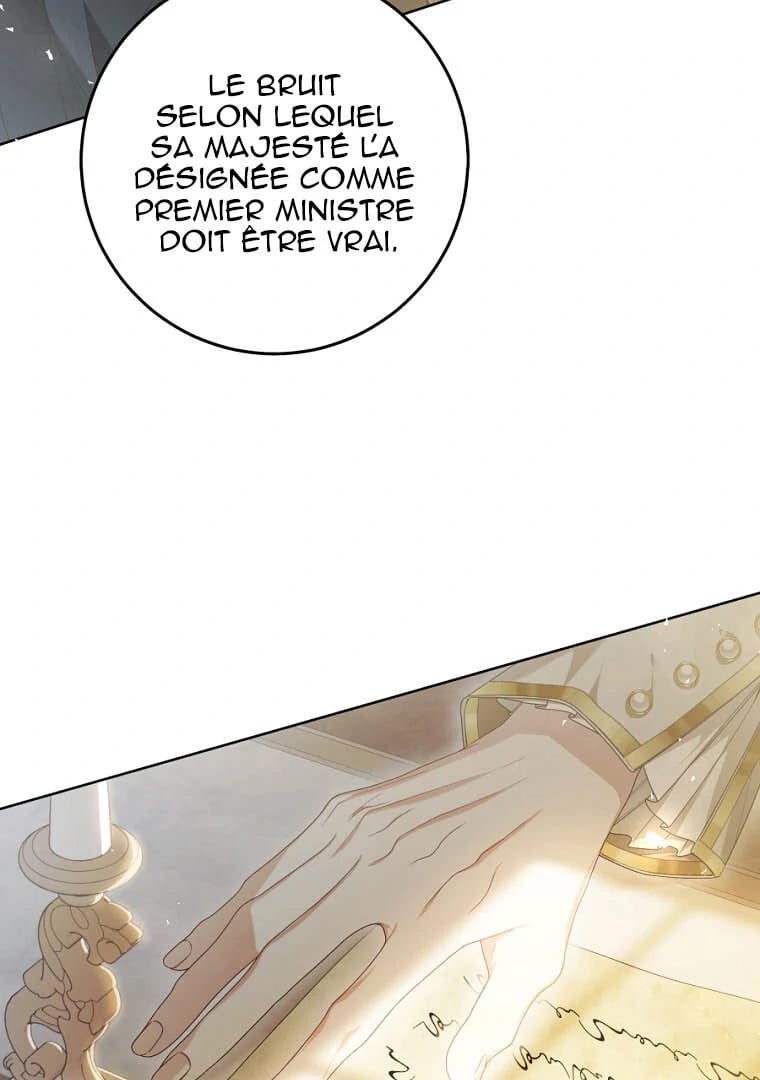 LE BRUIT
SELON LEQUEL
SA MAJESTÉ L'A
DÉSIGNÉE COMME
PREMIER MINISTRE
DOIT ÊTRE VRAI.